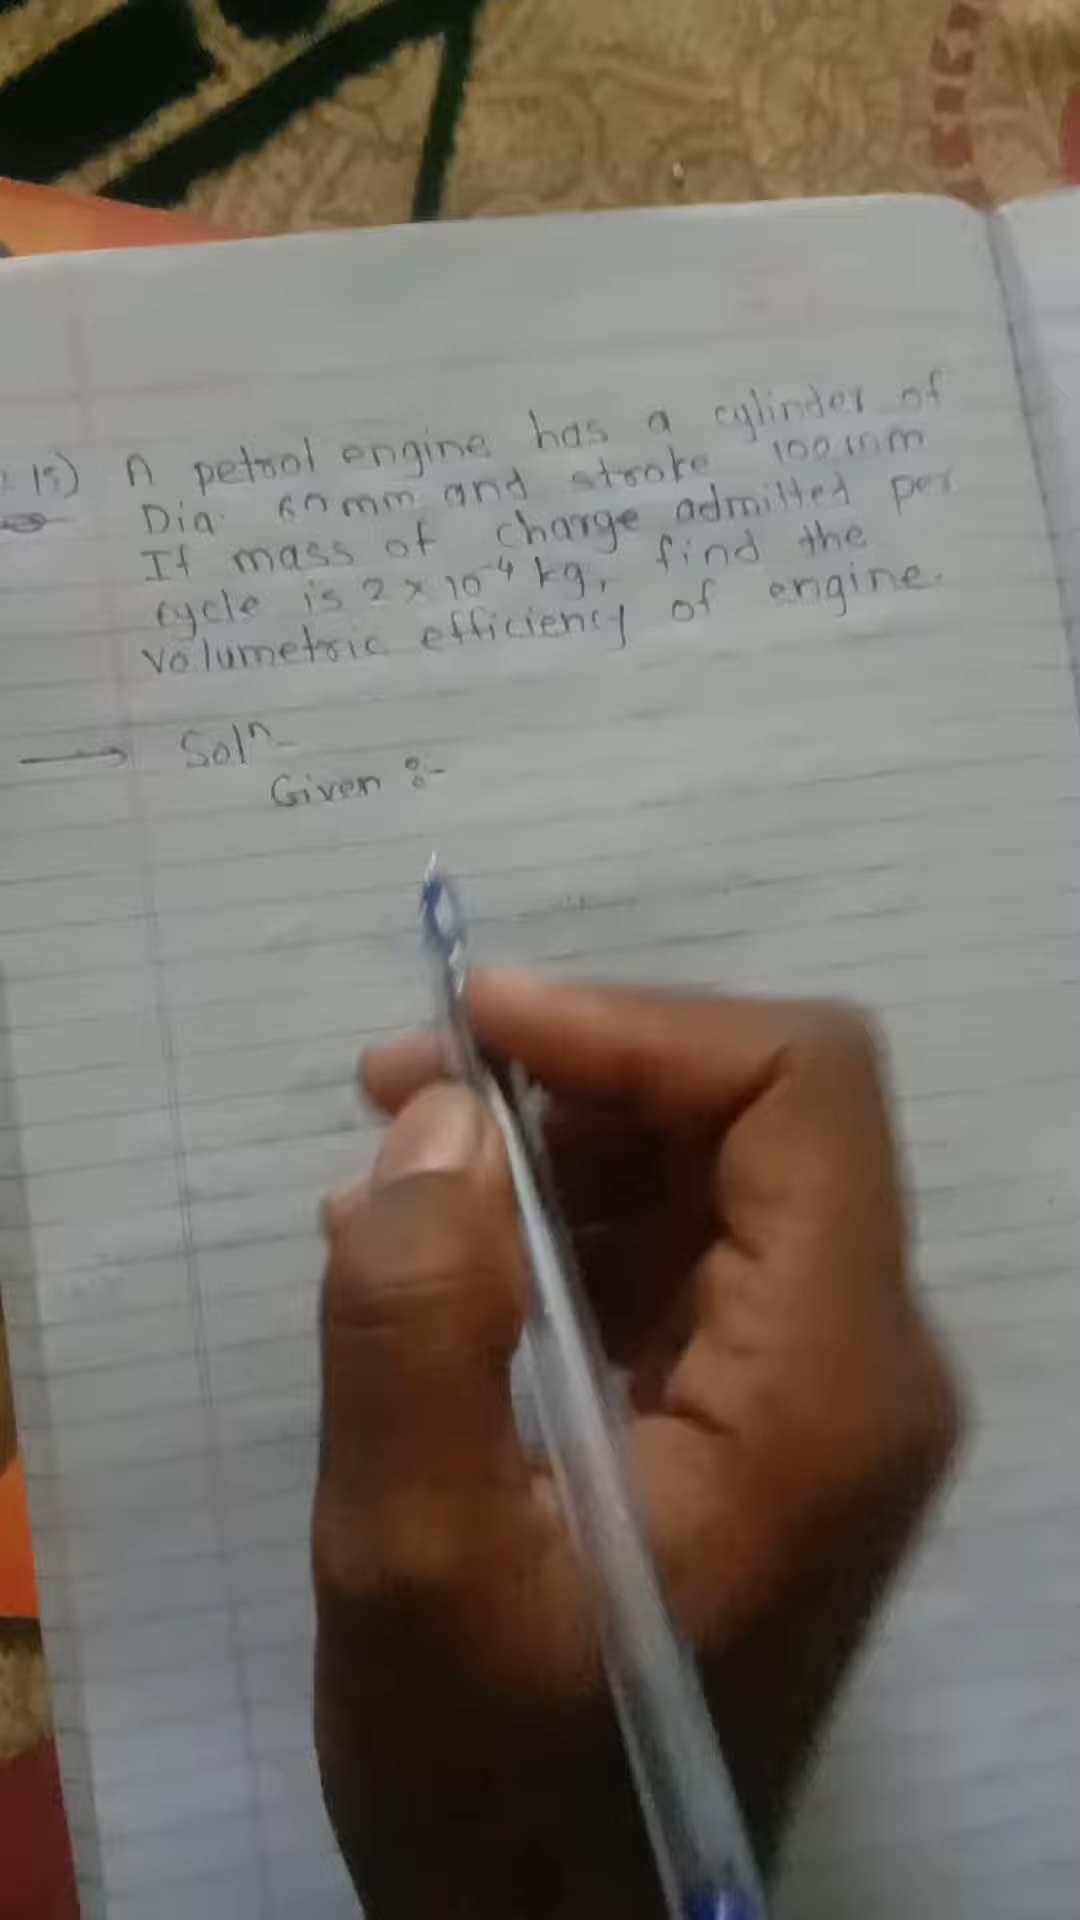 15) A petrol engine has a cylinder of
Dia 60 mm and stroke 100 mm
If mass of charge admitted per
cycle is 2 x 10⁻⁴ kg, find the
volumetric efficiency of engine.
→ Solⁿ-
Given :-